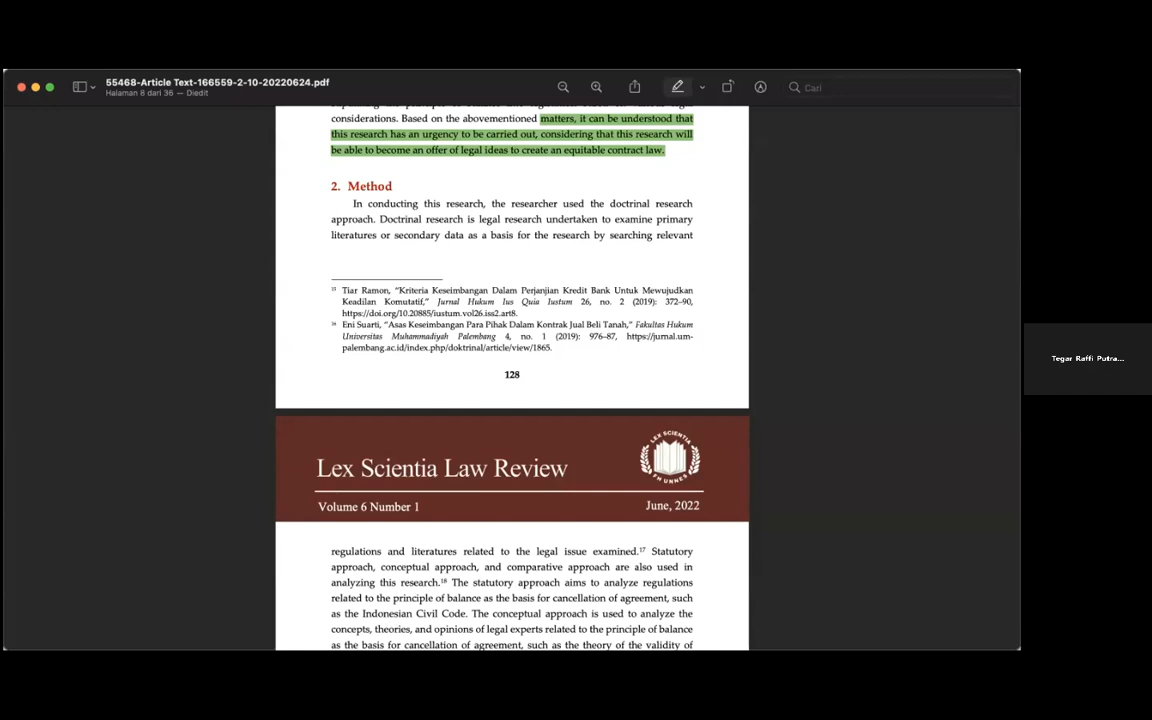 55468-Article Text-166559-2-10-20220624.pdf
Halaman 8 dari 36 — Diedit
Cari
considerations. Based on the abovementioned matters, it can be understood that
this research has an urgency to be carried out, considering that this research will
be able to become an offer of legal ideas to create an equitable contract law.
2. Method
In conducting this research, the researcher used the doctrinal research
approach. Doctrinal research is legal research undertaken to examine primary
literatures or secondary data as a basis for the research by searching relevant
Tiar Ramon, “Kriteria Keseimbangan Dalam Perjanjian Kredit Bank Untuk Mewujudkan
Keadilan Komutatif,” Jurnal Hukum Ius Quia Iustum 26, no. 2 (2019): 372–90,
https://doi.org/10.20885/iustum.vol26.iss2.art8.
16 Eni Suarti, “Asas Keseimbangan Para Pihak Dalam Kontrak Jual Beli Tanah,” Fakultas Hukum
Universitas Muhammadiyah Palembang 4, no. 1 (2019): 976–87, https://jurnal.um-
palembang.ac.id/index.php/doktrinal/article/view/1865.
128
LEX SCIENTIA
FH UNNES
Lex Scientia Law Review
Volume 6 Number 1
June, 2022
regulations and literatures related to the legal issue examined.17 Statutory
approach, conceptual approach, and comparative approach are also used in
analyzing this research.18 The statutory approach aims to analyze regulations
related to the principle of balance as the basis for cancellation of agreement, such
as the Indonesian Civil Code. The conceptual approach is used to analyze the
concepts, theories, and opinions of legal experts related to the principle of balance
as the basis for cancellation of agreement, such as the theory of the validity of
Tegar Raffi Putra...